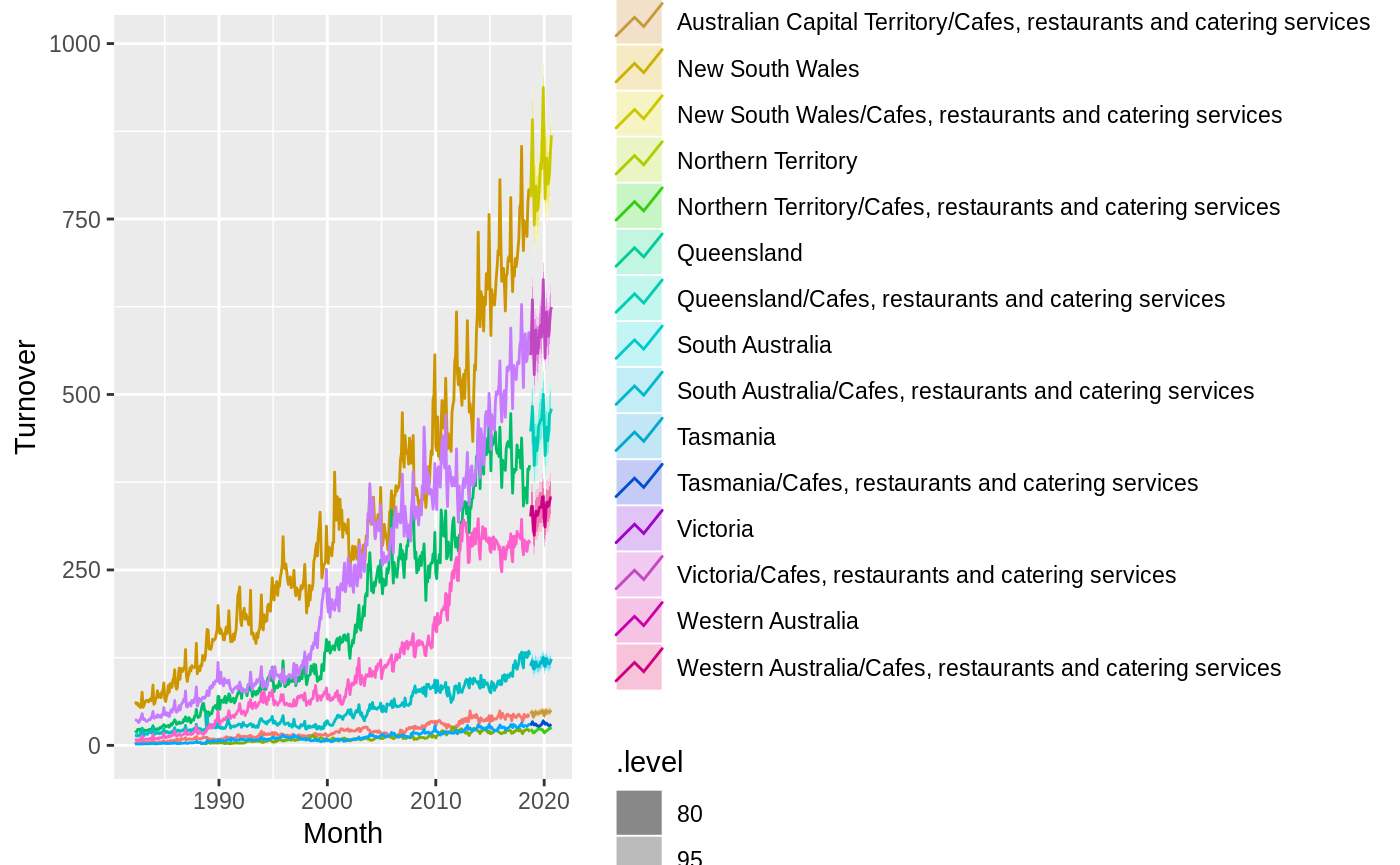 1000
750
500
250
0
Turnover
1990 2000 2010 2020
Month
Australian Capital Territory/Cafes, restaurants and catering services
New South Wales
New South Wales/Cafes, restaurants and catering services
Northern Territory
Northern Territory/Cafes, restaurants and catering services
Queensland
Queensland/Cafes, restaurants and catering services
South Australia
South Australia/Cafes, restaurants and catering services
Tasmania
Tasmania/Cafes, restaurants and catering services
Victoria
Victoria/Cafes, restaurants and catering services
Western Australia
Western Australia/Cafes, restaurants and catering services
.level
80
95